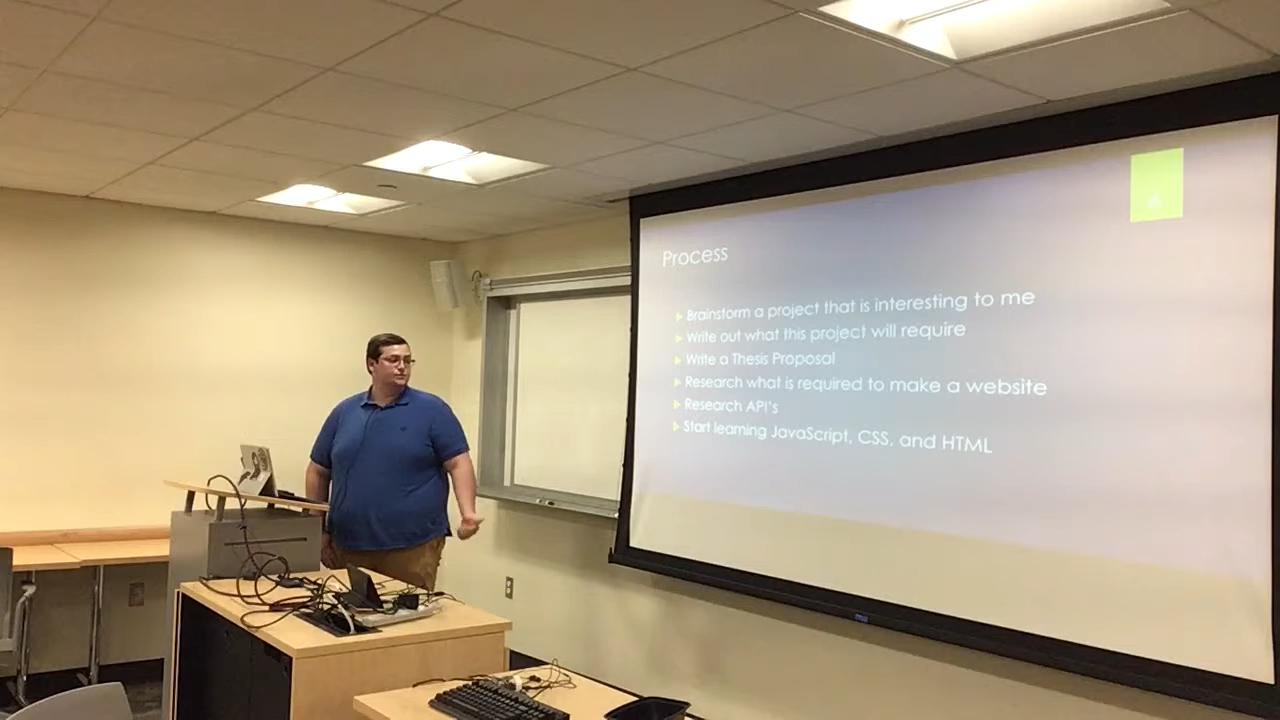 Process
Brainstorm a project that is interesting to me
Write out what this project will require
Write a Thesis Proposal
Research what is required to make a website
Research API's
Start learning JavaScript, CSS, and HTML